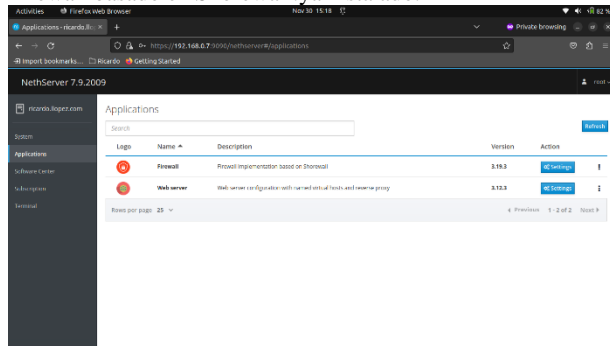 Activities Firefox Web Browser Nov 30 15:18 82 %
Applications - ricardo.llop × + Private browsing
https://192.168.0.7:9090/nethserver#/applications
Import bookmarks... Ricardo Getting Started
NethServer 7.9.2009 root
ricardo.llopez.com
Applications
Search Refresh
System
Applications
Software Center
Subscription
Terminal
Logo Name Description Version Action
Firewall Firewall implementation based on Shorewall 3.19.3 Settings
Web server Web server configuration with named virtual hosts and reverse proxy 3.12.3 Settings
Rows per page 25 Previous 1 - 2 of 2 Next